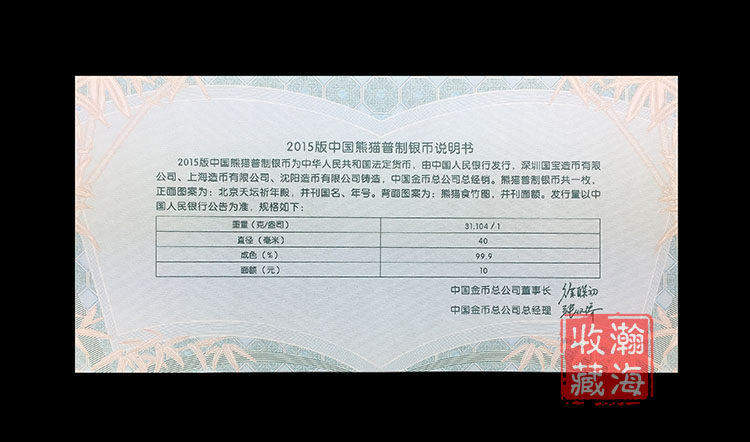 2015版中国熊猫普制银币说明书
2015版中国熊猫普制银币为中华人民共和国法定货币，由中国人民银行发行，深圳国宝造币有限
公司、上海造币有限公司、沈阳造币有限公司铸造，中国金币总公司总经销。熊猫普制银币共一枚，
正面图案为：北京天坛祈年殿，并刊国名、年号。背面图案为：熊猫食竹图，并刊面额。发行量以中
国人民银行公告为准，规格如下：
重量（克/盎司） 31.104 / 1
直径（毫米） 40
成色（%） 99.9
面额（元） 10
中国金币总公司董事长
中国金币总公司总经理
瀚海
收藏